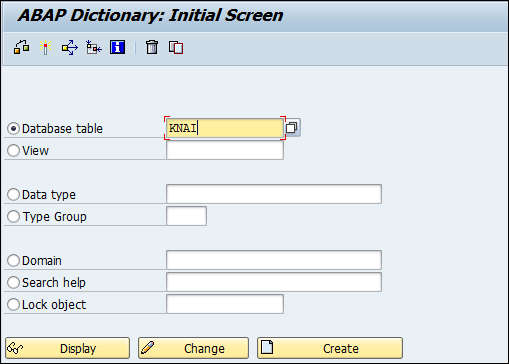 ABAP Dictionary: Initial Screen
Database table KNAI
View
Data type
Type Group
Domain
Search help
Lock object
Display Change Create